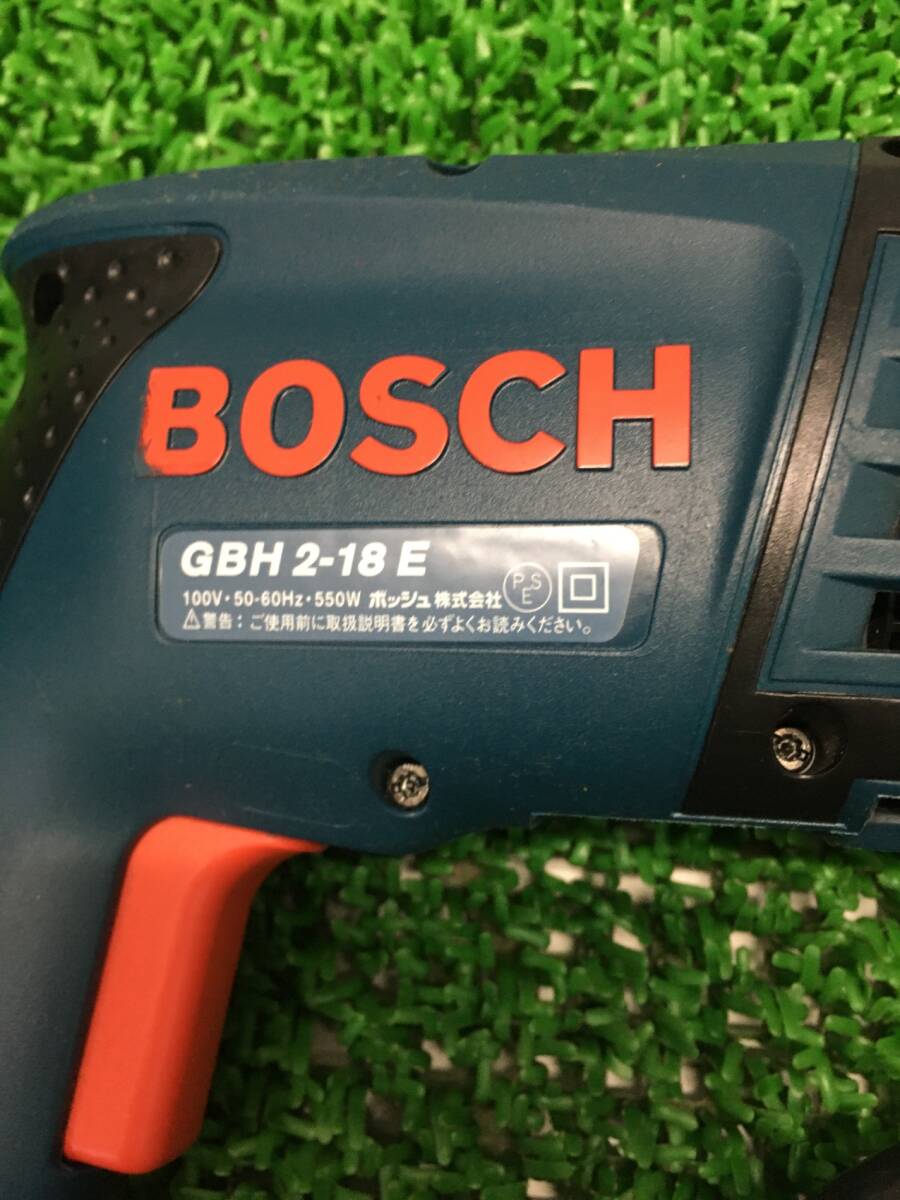 BOSCH
GBH 2-18 E
100V・50-60Hz・550W ボッシュ株式会社 PSE
⚠警告：ご使用前に取扱説明書を必ずよくお読みください。